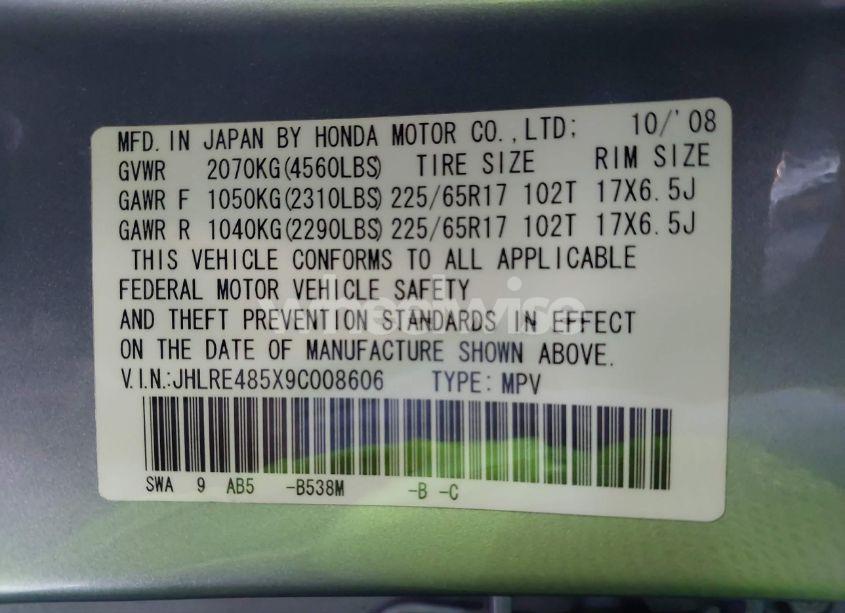 MFD. IN JAPAN BY HONDA MOTOR CO.,LTD; 10/'08
GVWR 2070KG(4560LBS) TIRE SIZE RIM SIZE
GAWR F 1050KG(2310LBS) 225/65R17 102T 17X6.5J
GAWR R 1040KG(2290LBS) 225/65R17 102T 17X6.5J
THIS VEHICLE CONFORMS TO ALL APPLICABLE
FEDERAL MOTOR VEHICLE SAFETY
wheelwise
AND THEFT PREVENTION STANDARDS IN EFFECT
ON THE DATE OF MANUFACTURE SHOWN ABOVE.
V.I.N.:JHLRE485X9C008606 TYPE: MPV
SWA 9 AB5 -B538M -B -C